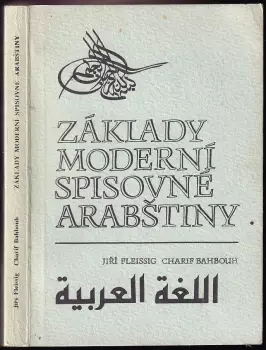 Jiří Fleissig Charif Bahbouh ZÁKLADY MODERNÍ SPISOVNÉ ARABŠTINY
ZÁKLADY
MODERNÍ
SPISOVNÉ
ARABŠTINY
JIŘÍ FLEISSIG CHARIF BAHBOUH
اللغة العربية